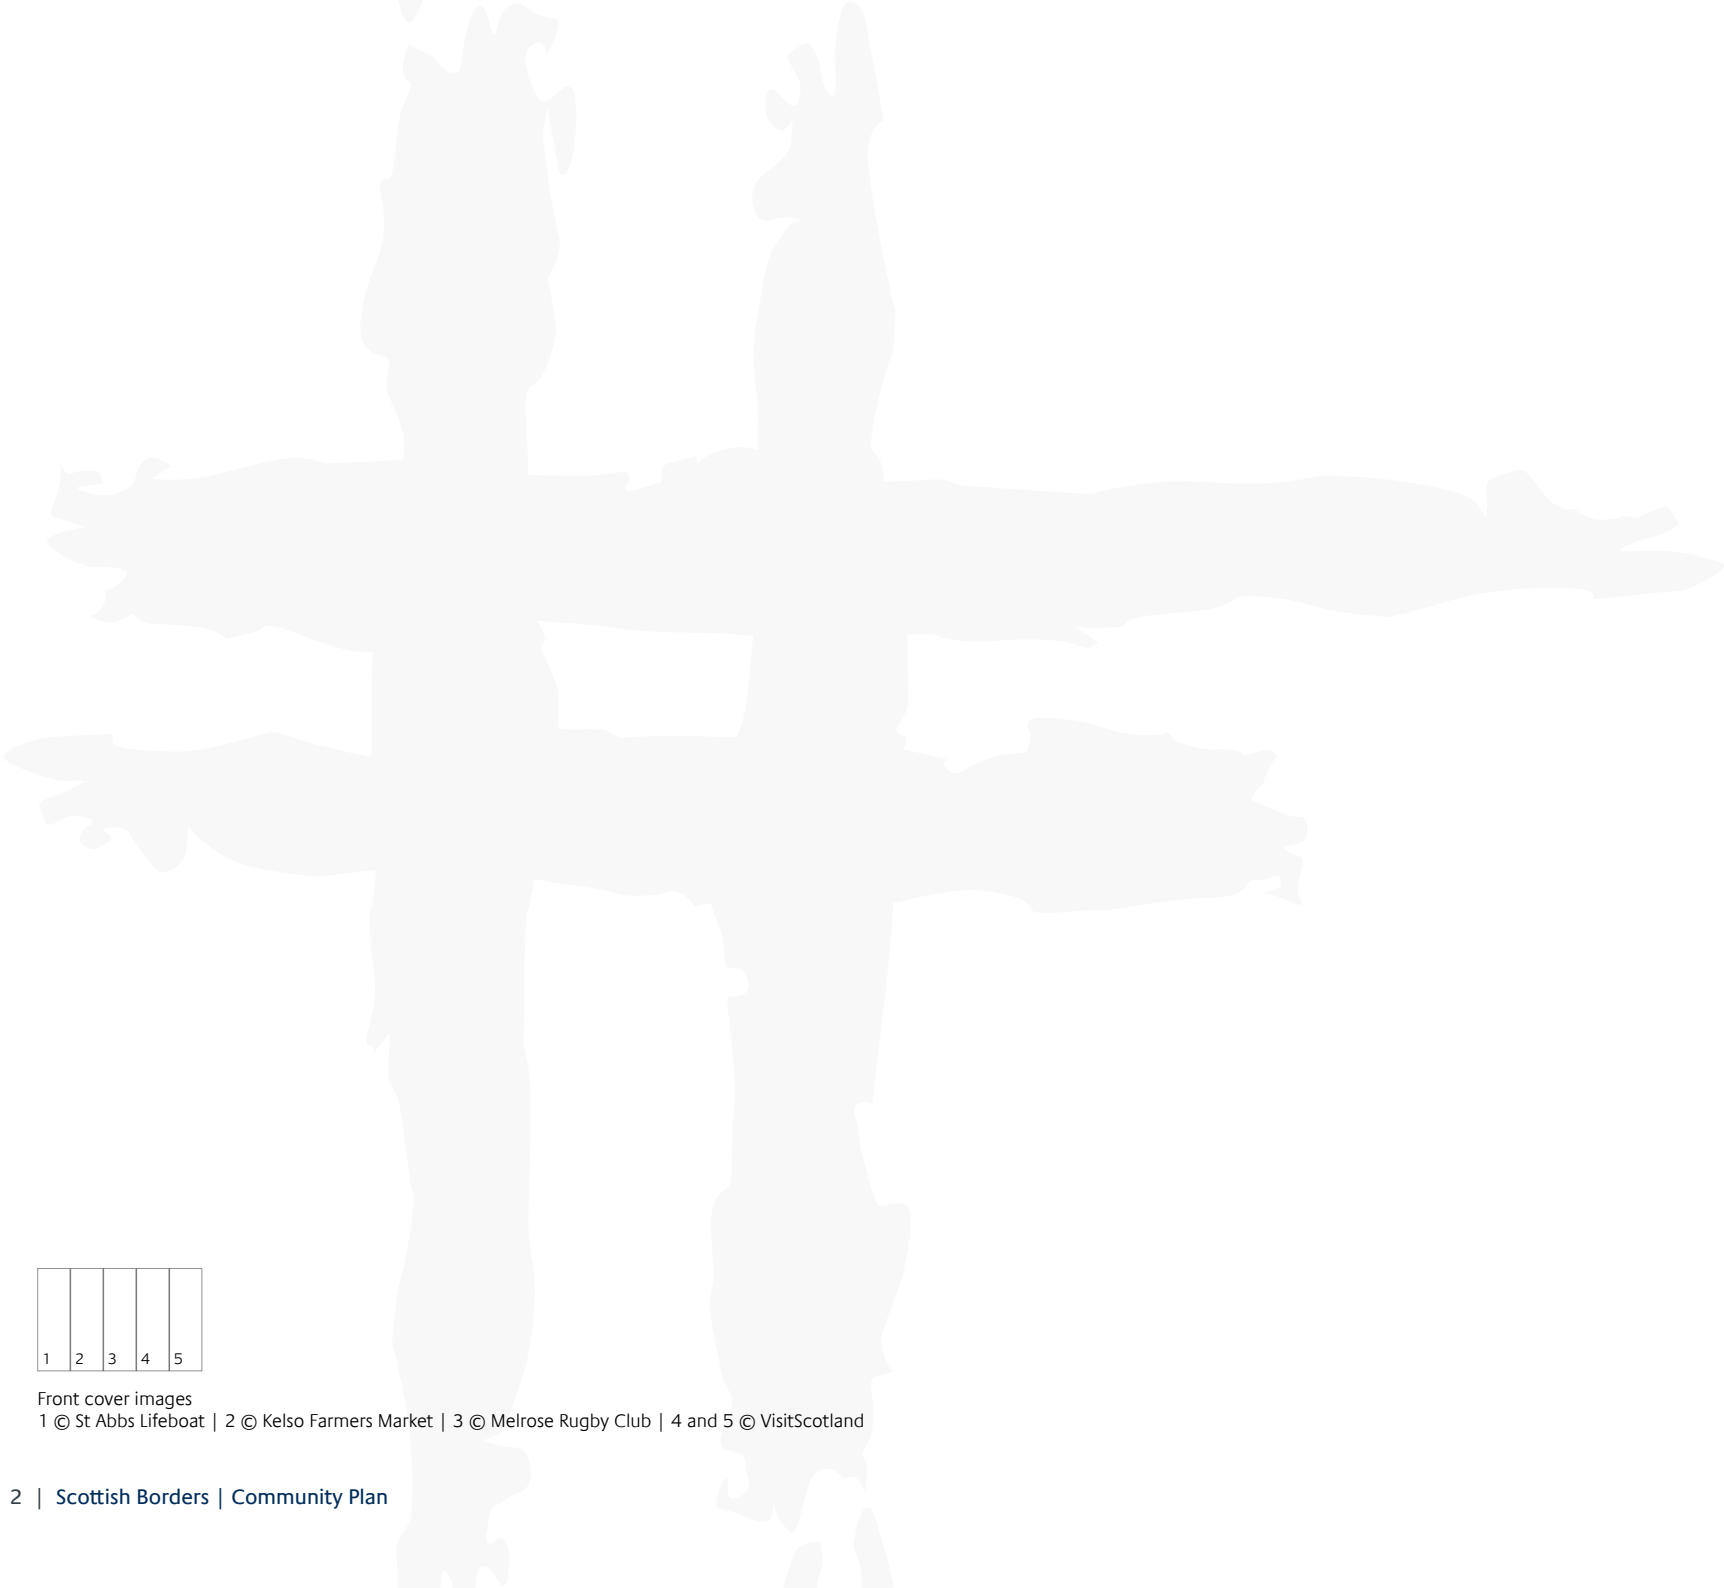 1 2 3 4 5
Front cover images
1 © St Abbs Lifeboat | 2 © Kelso Farmers Market | 3 © Melrose Rugby Club | 4 and 5 © VisitScotland
2 | Scottish Borders | Community Plan